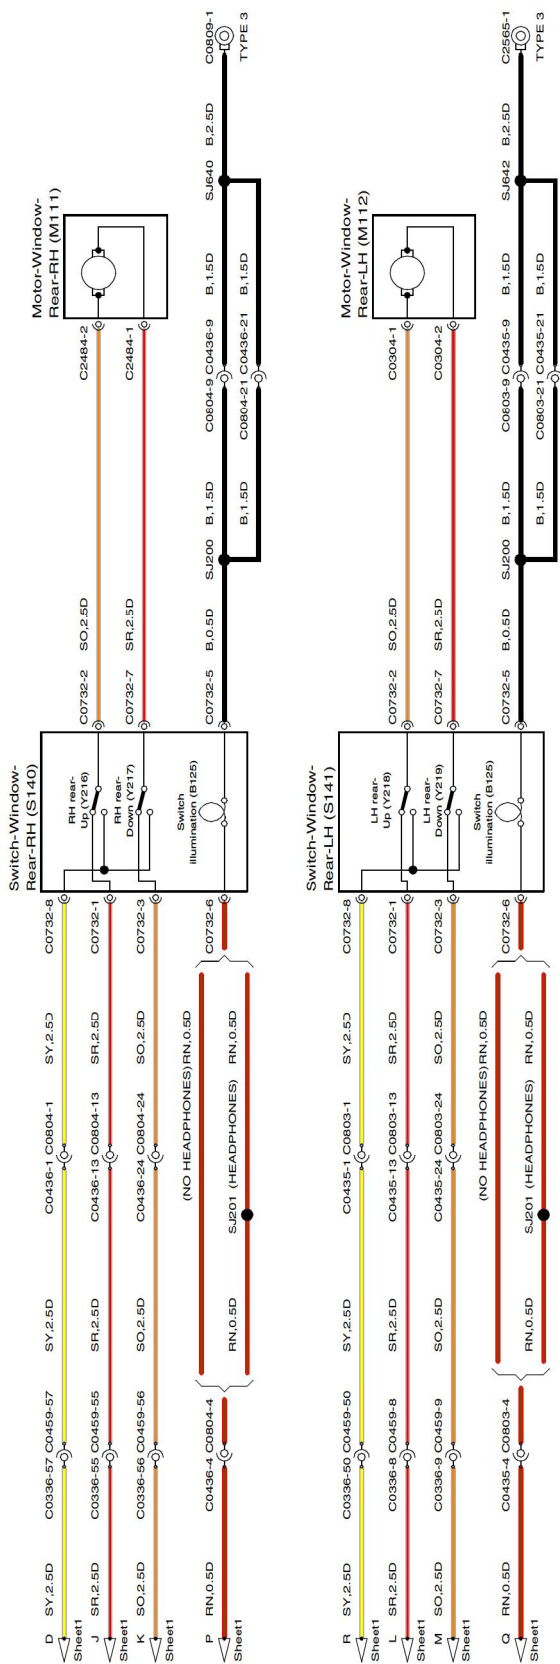 C0809-1
TYPE 3
B,2.5D
SJ640
Motor-Window-
Rear-RH (M111)
B,1.5D
B,1.5D
C2484-2
C2484-1
C0804-9 C0436-9
C0804-21 C0436-21
B,1.5D
B,1.5D
SJ200
SO,2.5D
SR,2.5D
B,0.5D
C0732-2
C0732-7
C0732-5
Switch-Window-
Rear-RH (S140)
RH rear-
Up (Y216)
RH rear-
Down (Y217)
Switch
illumination (B125)
C0732-8
C0732-1
C0732-3
C0732-6
SY,2.5D
SR,2.5D
SO,2.5D
RN,0.5D
RN,0.5D
(NO HEADPHONES)
(HEADPHONES)
SJ201
C0436-1 C0804-1
C0436-13 C0804-13
C0436-24 C0804-24
SY,2.5D
SR,2.5D
SO,2.5D
RN,0.5D
C0336-57 C0459-57
C0336-55 C0459-55
C0336-56 C0459-56
C0436-4 C0804-4
SY,2.5D
SR,2.5D
SO,2.5D
RN,0.5D
D
Sheet1
J
Sheet1
K
Sheet1
P
Sheet1
C2565-1
TYPE 3
B,2.5D
SJ642
Motor-Window-
Rear-LH (M112)
B,1.5D
B,1.5D
C0304-1
C0304-2
C0803-9 C0435-9
C0803-21 C0435-21
B,1.5D
B,1.5D
SJ200
SO,2.5D
SR,2.5D
B,0.5D
C0732-2
C0732-7
C0732-5
Switch-Window-
Rear-LH (S141)
LH rear-
Up (Y218)
LH rear-
Down (Y219)
Switch
illumination (B125)
C0732-8
C0732-1
C0732-3
C0732-6
SY,2.5D
SR,2.5D
SO,2.5D
RN,0.5D
RN,0.5D
(NO HEADPHONES)
(HEADPHONES)
SJ201
C0435-1 C0803-1
C0435-13 C0803-13
C0435-24 C0803-24
SY,2.5D
SR,2.5D
SO,2.5D
RN,0.5D
C0336-50 C0459-50
C0336-8 C0459-8
C0336-9 C0459-9
C0435-4 C0803-4
SY,2.5D
SR,2.5D
SO,2.5D
RN,0.5D
R
Sheet1
L
Sheet1
M
Sheet1
Q
Sheet1